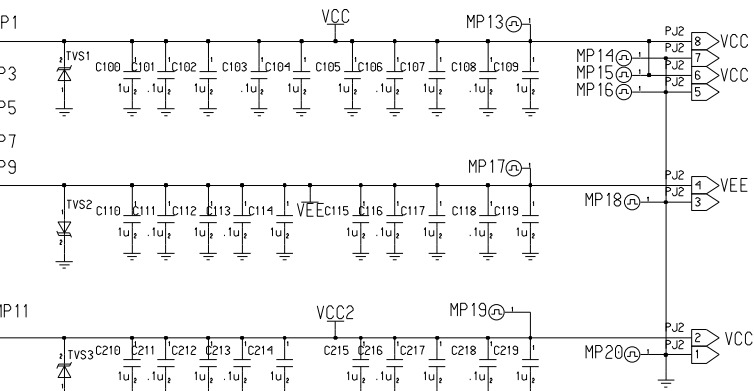 P1
VCC
MP13
PJ2
8 VCC
TVS1
C100 C101 C102 C103 C104 C105 C106 C107 C108 C109
MP14
PJ2
7
P3
MP15
PJ2
6 VCC
1u .1u 1u .1u 1u .1u 1u .1u 1u .1u
MP16
PJ2
5
P5
P7
P9
MP17
PJ2
4 VEE
TVS2
C110 C111 C112 C113 C114 VEE C115 C116 C117 C118 C119
MP18
PJ2
3
1u .1u 1u .1u 1u .1u 1u .1u
MP11
VCC2
MP19
PJ2
2 VCC
TVS3
C210 C211 C212 C213 C214 C215 C216 C217 C218 C219
MP20
PJ2
1
1u .1u 1u .1u 1u .1u 1u .1u